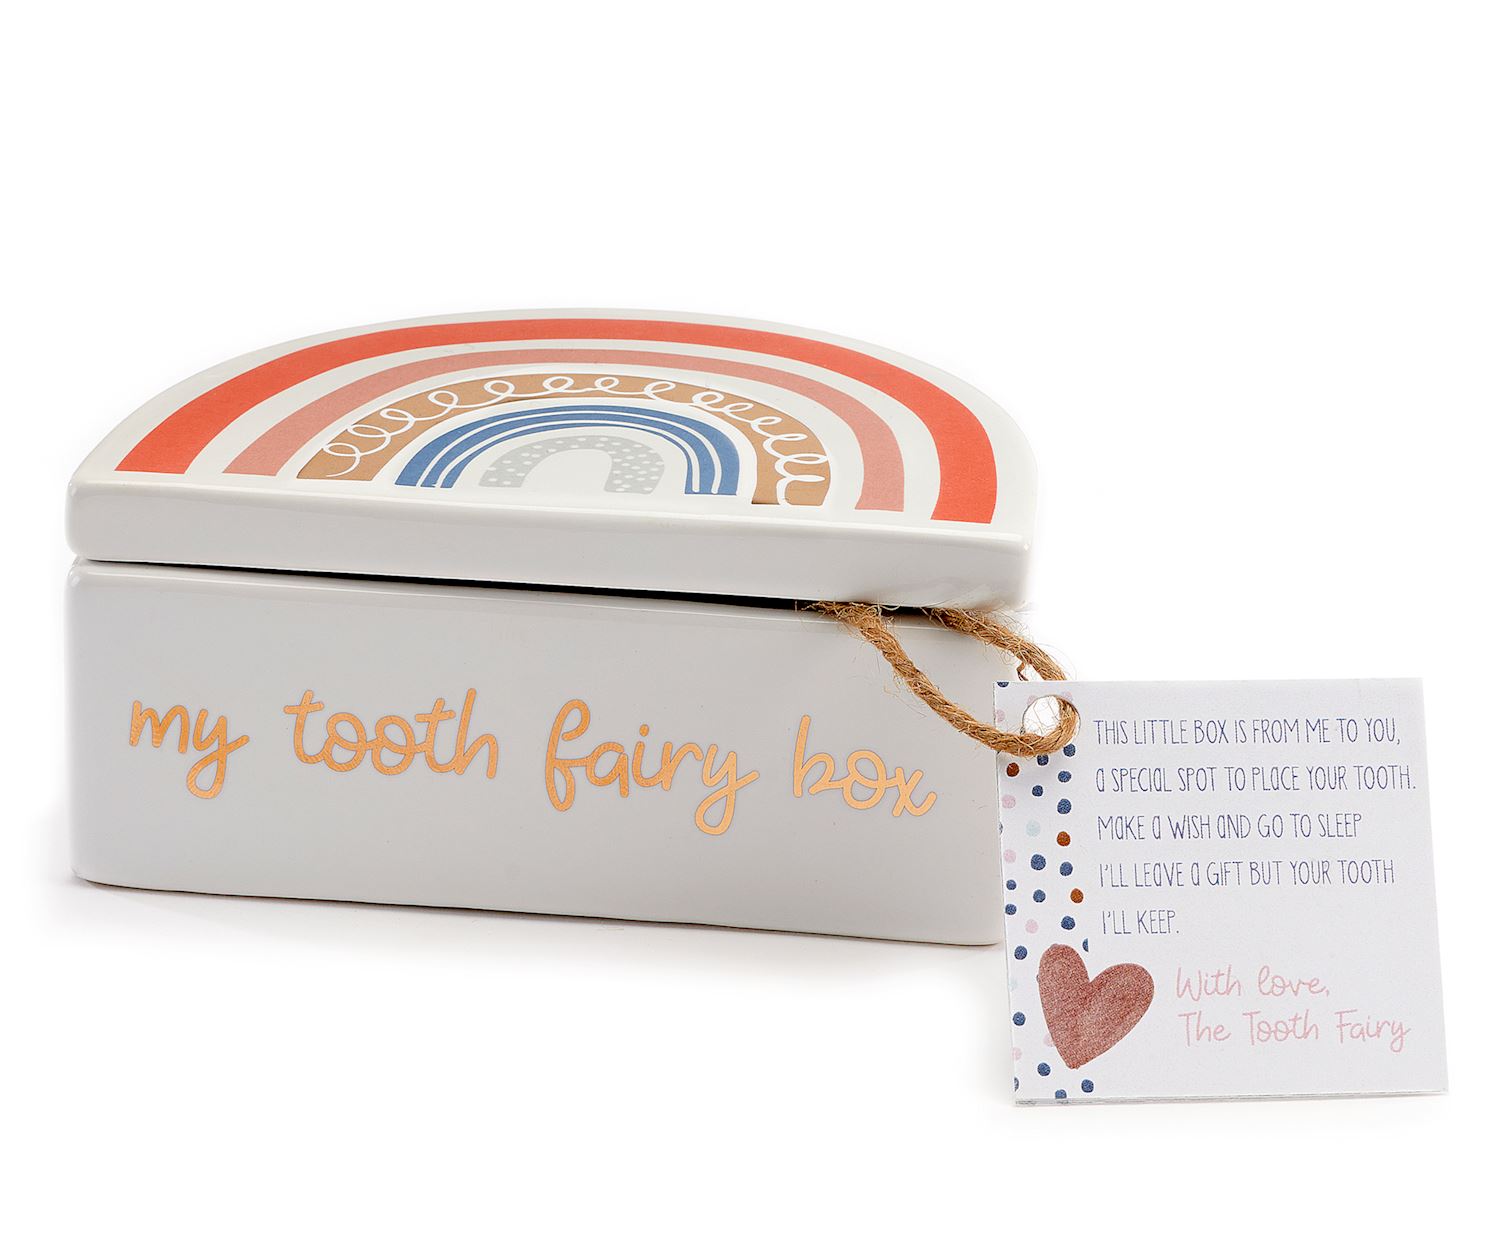 my tooth fairy box
THIS LITTLE BOX IS FROM ME TO YOU,
a SPECIAL SPOT TO PLACE YOUR TOOTH.
MAKE a WISH AND GO TO SLEEP
I'LL LEAVE a GIFT BUT YOUR TOOTH
I'LL KEEP.
With love,
The Tooth Fairy